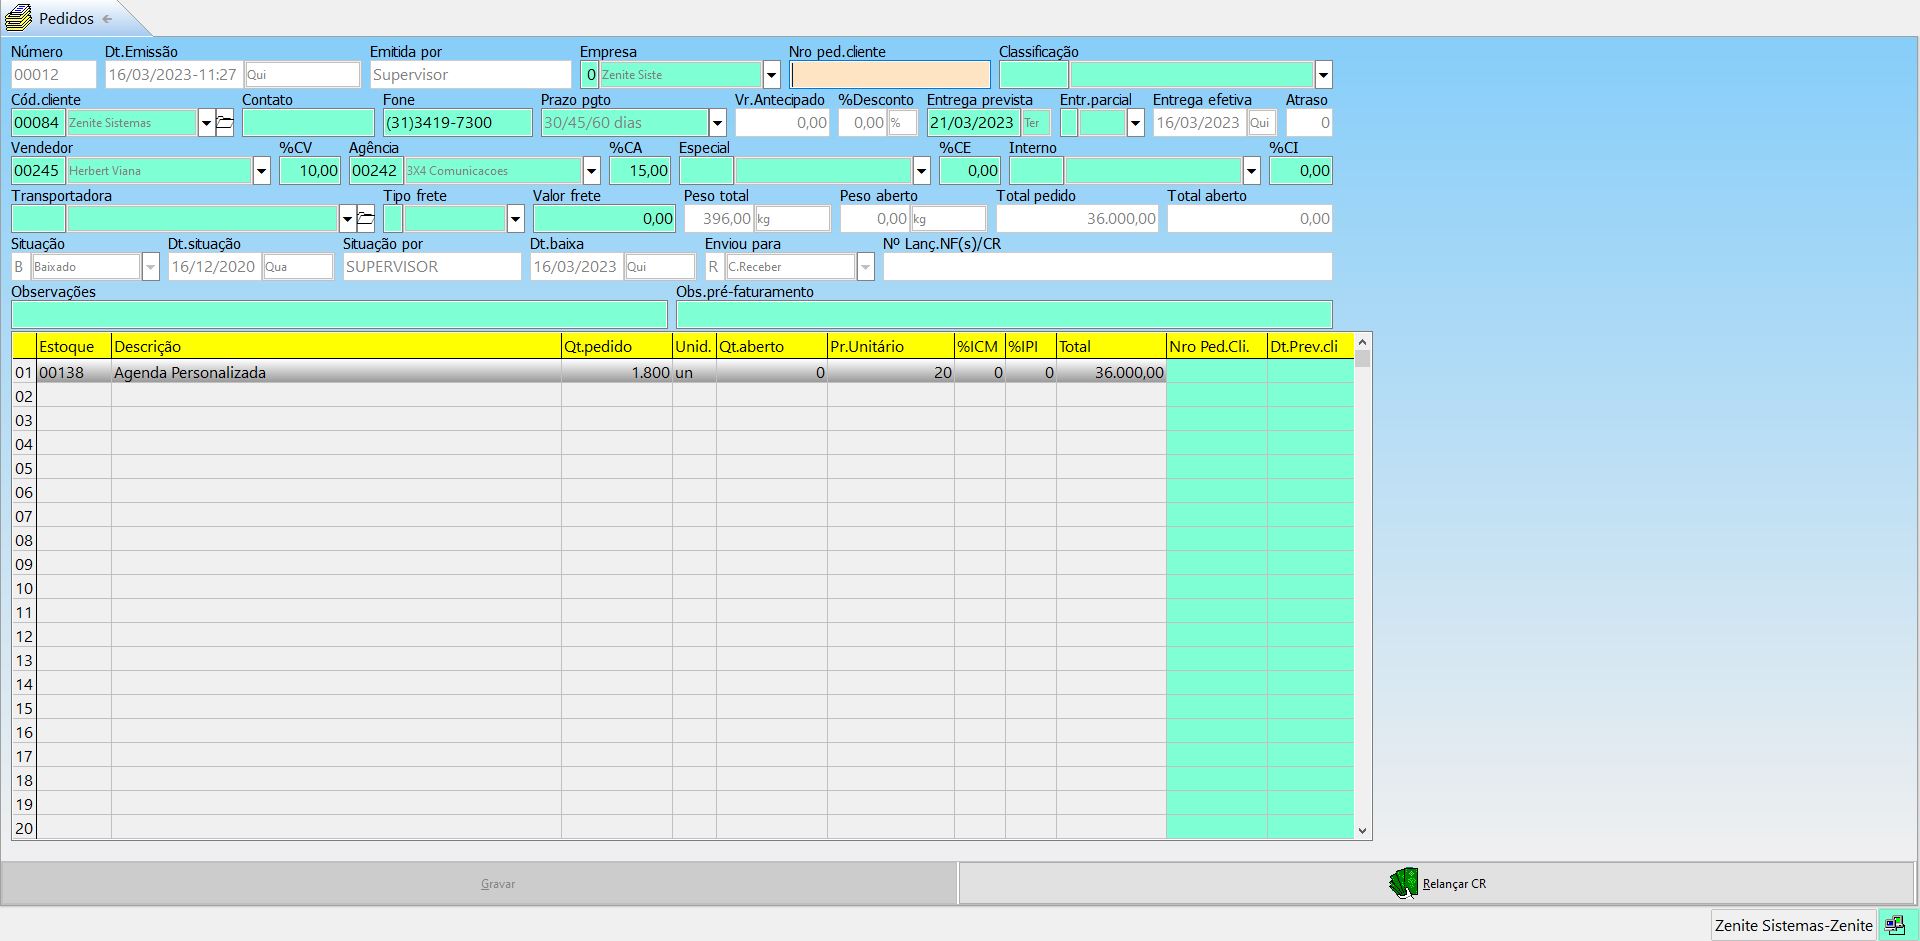 Pedidos
Número Dt.Emissão Emitida por Empresa Nro ped.cliente Classificação
00012 16/03/2023-11:27 Qui Supervisor 0 Zenite Siste
Cód.cliente Contato Fone Prazo pgto Vr.Antecipado %Desconto Entrega prevista Entr.parcial Entrega efetiva Atraso
00084 Zenite Sistemas (31)3419-7300 30/45/60 dias 0,00 0,00 % 21/03/2023 Ter 16/03/2023 Qui 0
Vendedor %CV Agência %CA Especial %CE Interno %CI
00245 Herbert Viana 10,00 00242 3X4 Comunicacoes 15,00 0,00 0,00
Transportadora Tipo frete Valor frete Peso total Peso aberto Total pedido Total aberto
0,00 396,00 kg 0,00 kg 36.000,00 0,00
Situação Dt.situação Situação por Dt.baixa Enviou para Nº Lanç.NF(s)/CR
B Baixado 16/12/2020 Qua SUPERVISOR 16/03/2023 Qui R C.Receber
Observações Obs.pré-faturamento
Estoque Descrição Qt.pedido Unid. Qt.aberto Pr.Unitário %ICM %IPI Total Nro Ped.Cli. Dt.Prev.cli
01 00138 Agenda Personalizada 1.800 un 0 20 0 0 36.000,00
02
03
04
05
06
07
08
09
10
11
12
13
14
15
16
17
18
19
20
Gravar Relançar CR
Zenite Sistemas-Zenite